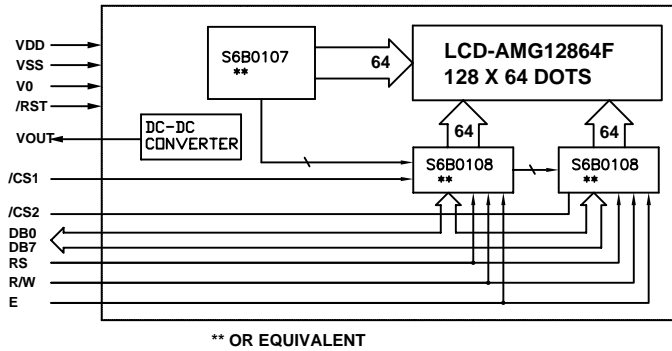 VDD
VSS
V0
/RST
VOUT
/CS1
/CS2
DB0
DB7
RS
R/W
E
S6B0107
**
64
LCD-AMG12864F
128 X 64 DOTS
DC-DC
CONVERTER
64
64
S6B0108
**
S6B0108
**
** OR EQUIVALENT